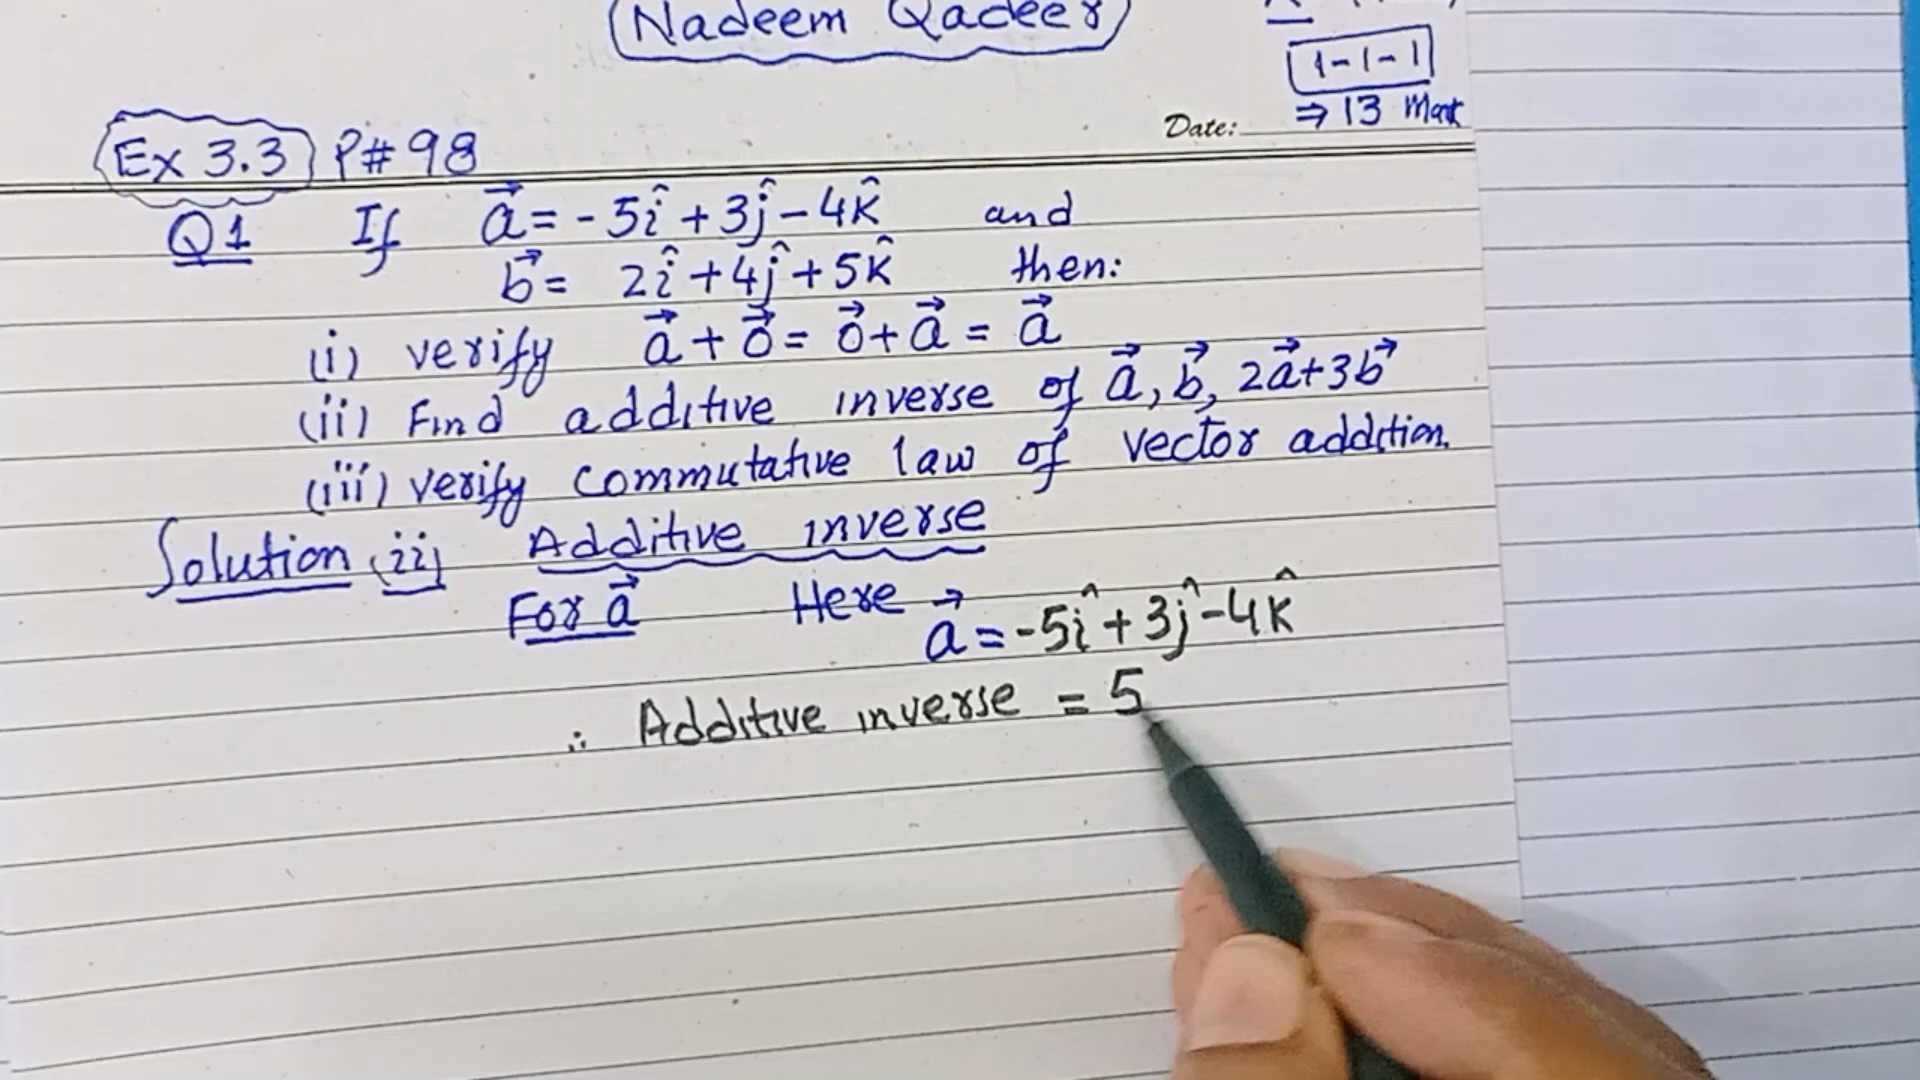 Nadeem Qadeer
1-1-1
⇒ 13 Mark
Date:
Ex 3.3 P# 98
Q1 If a⃗ = -5î + 3ĵ - 4k̂ and
b⃗ = 2î + 4ĵ + 5k̂ then:
(i) verify a⃗ + 0⃗ = 0⃗ + a⃗ = a⃗
(ii) Find additive inverse of a⃗, b⃗, 2a⃗+3b⃗
(iii) verify commutative law of vector addition.
Solution (ii) Additive inverse
For a⃗ Here a⃗ = -5î + 3ĵ - 4k̂
∴ Additive inverse = 5